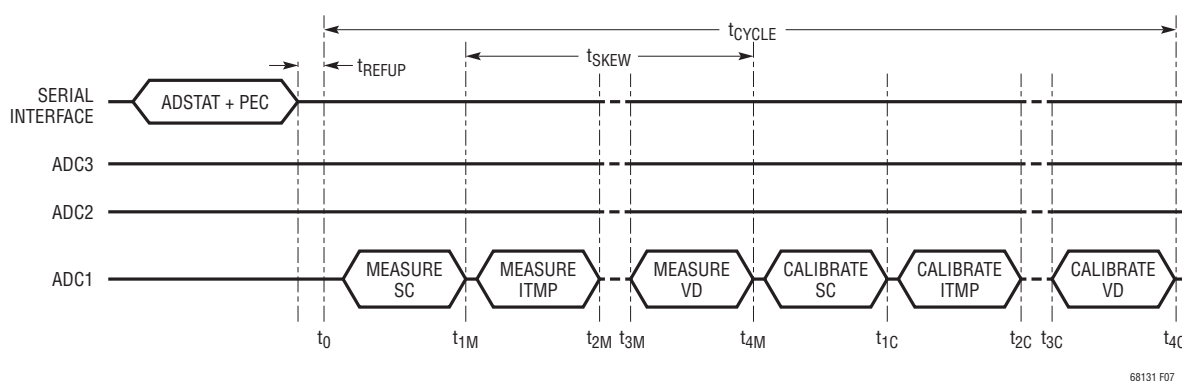 tCYCLE
tSKEW
tREFUP
SERIAL
INTERFACE
ADSTAT + PEC
ADC3
ADC2
ADC1
MEASURE
SC
MEASURE
ITMP
MEASURE
VD
CALIBRATE
SC
CALIBRATE
ITMP
CALIBRATE
VD
t0
t1M
t2M
t3M
t4M
t1C
t2C
t3C
t4C
68131 F07